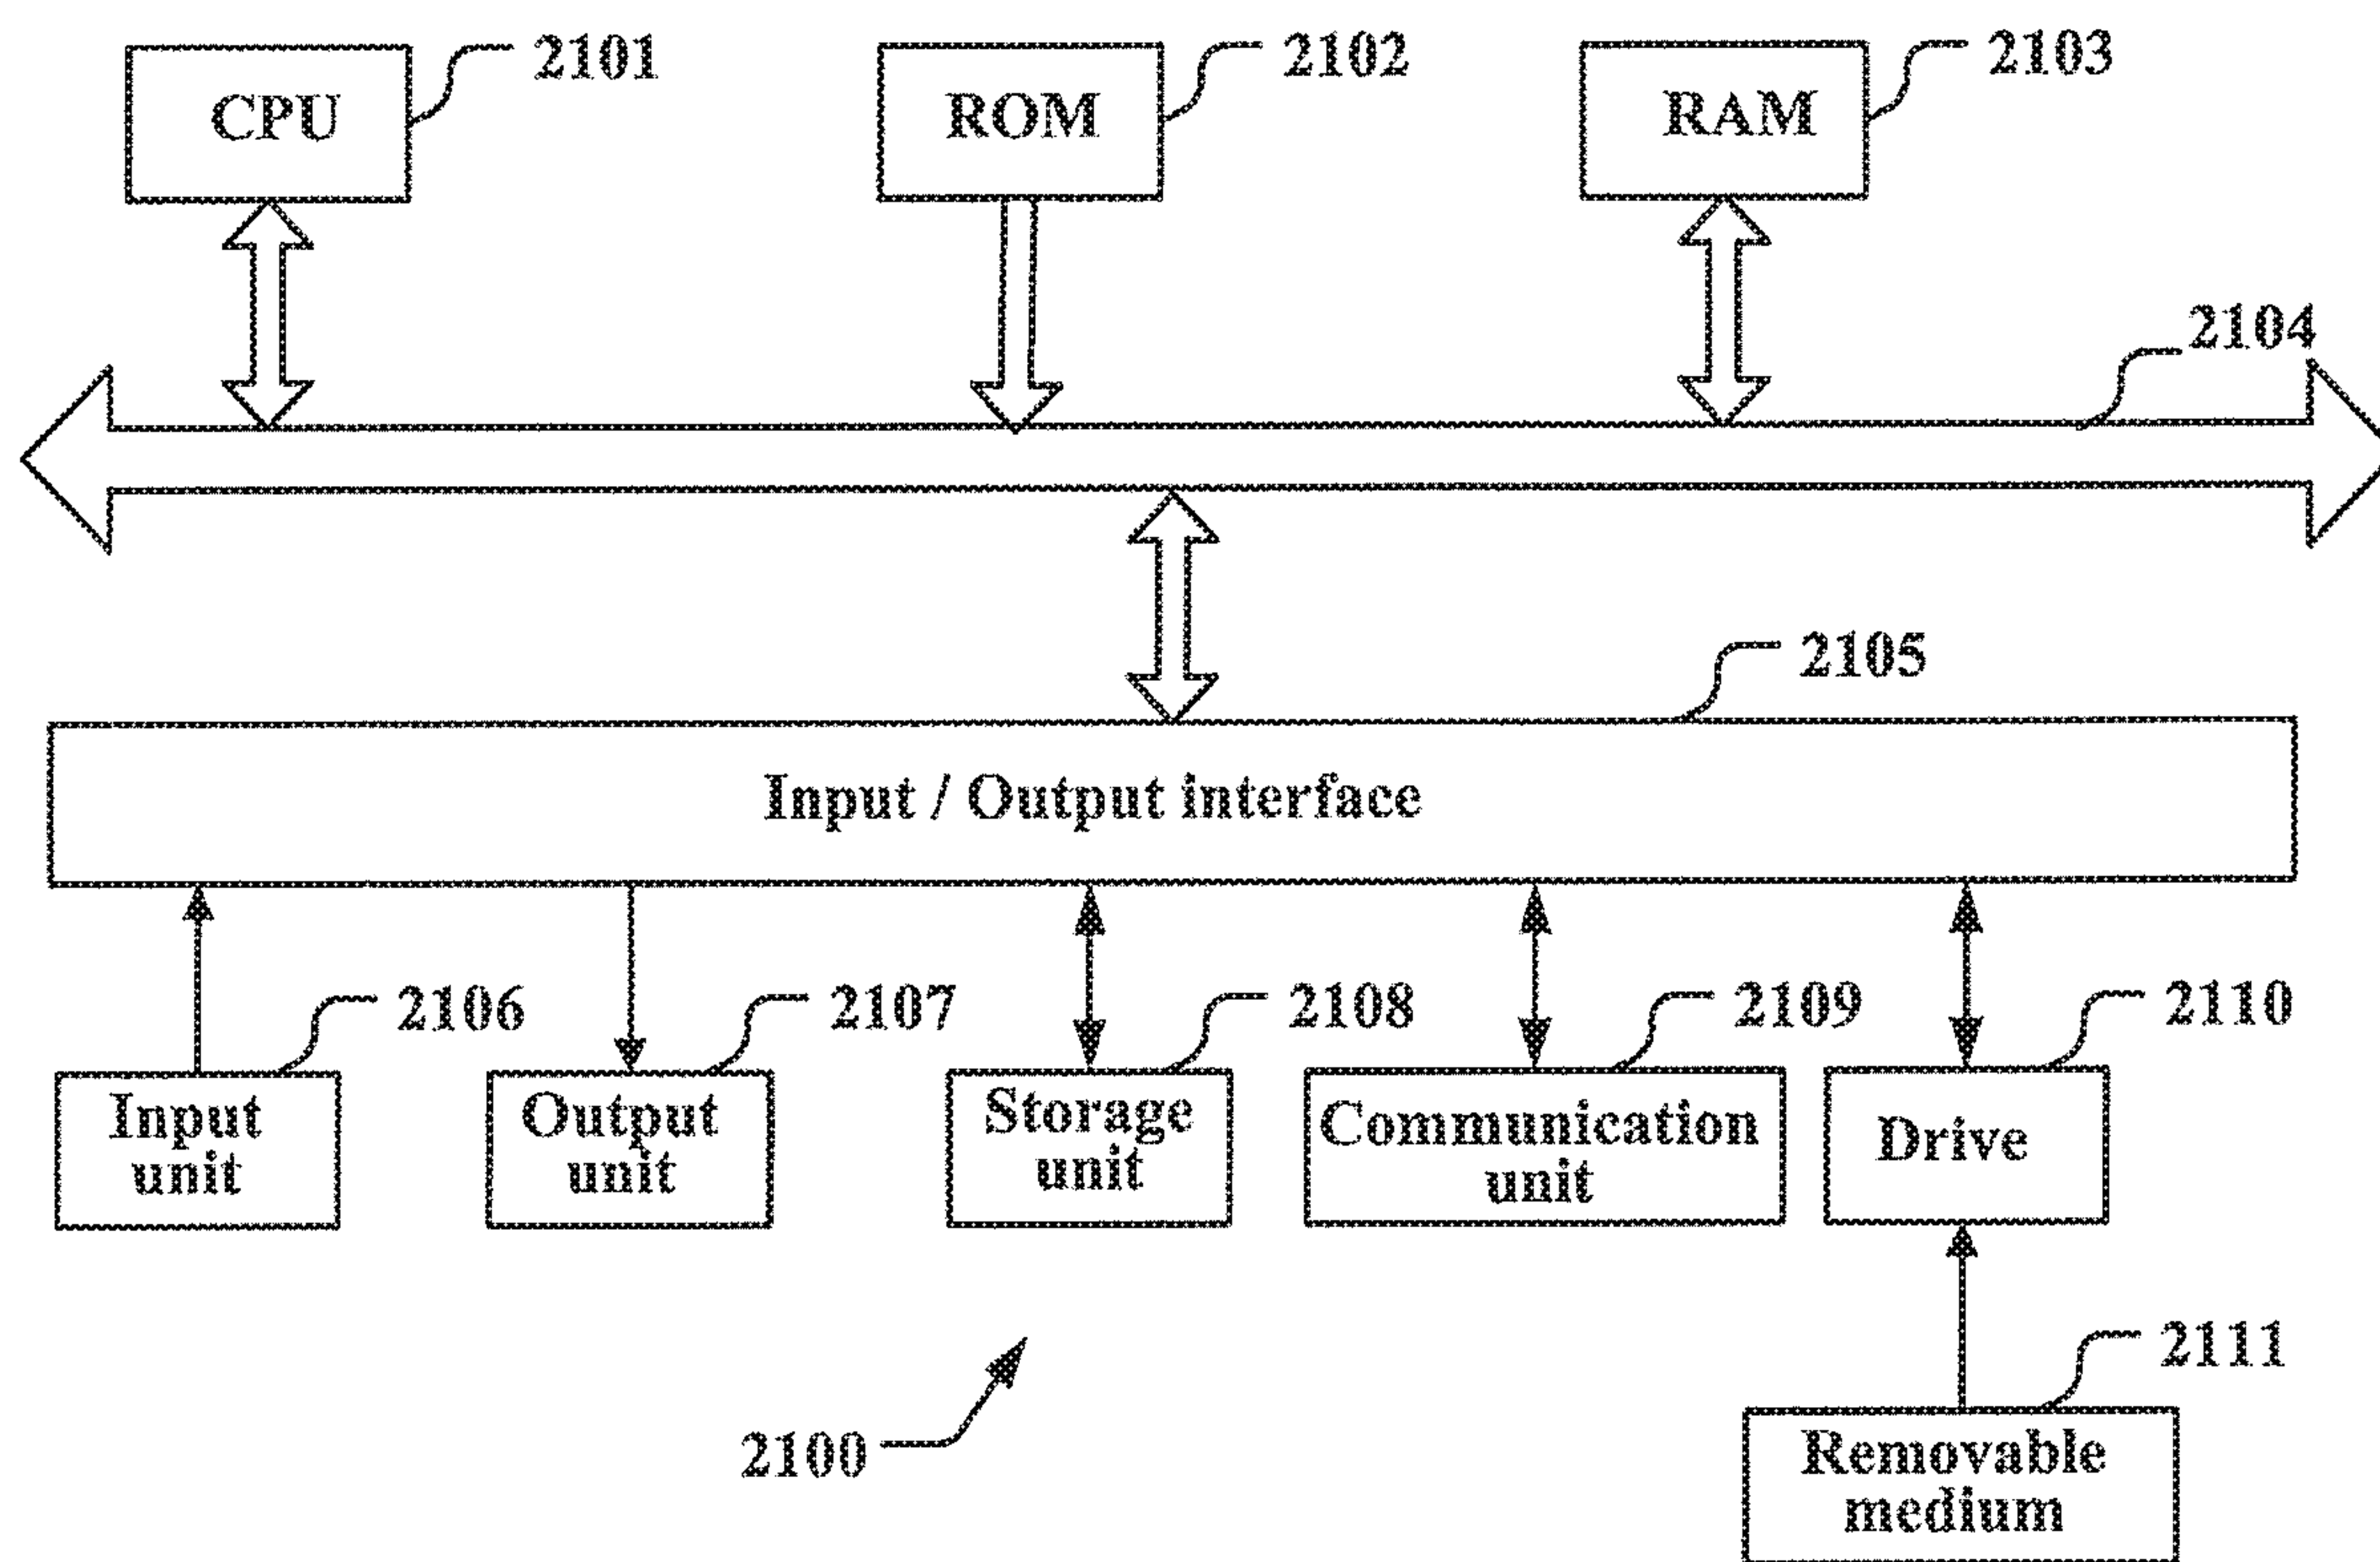 CPU
2101
ROM
2102
RAM
2103
2104
2105
Input / Output interface
2106
2107
2108
2109
2110
Input
unit
Output
unit
Storage
unit
Communication
unit
Drive
2111
2100
Removable
medium